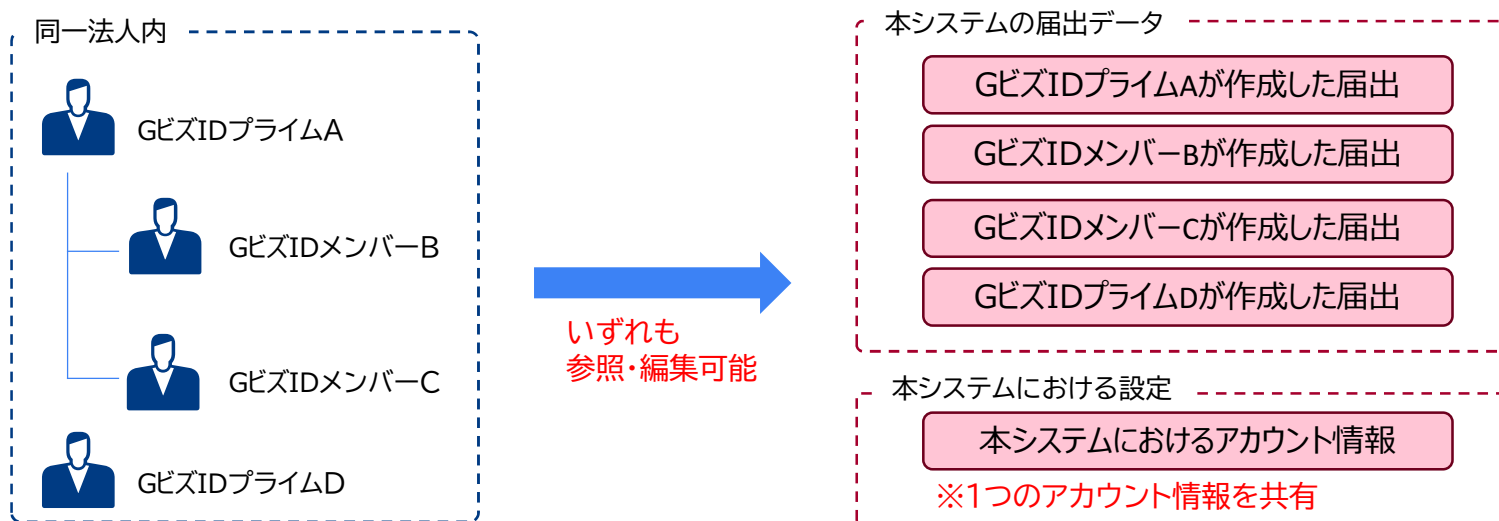 同一法人内
GビズIDプライムA
GビズIDメンバーB
GビズIDメンバーC
GビズIDプライムD
いずれも
参照・編集可能
本システムの届出データ
GビズIDプライムAが作成した届出
GビズIDメンバーBが作成した届出
GビズIDメンバーCが作成した届出
GビズIDプライムDが作成した届出
本システムにおける設定
本システムにおけるアカウント情報
※1つのアカウント情報を共有